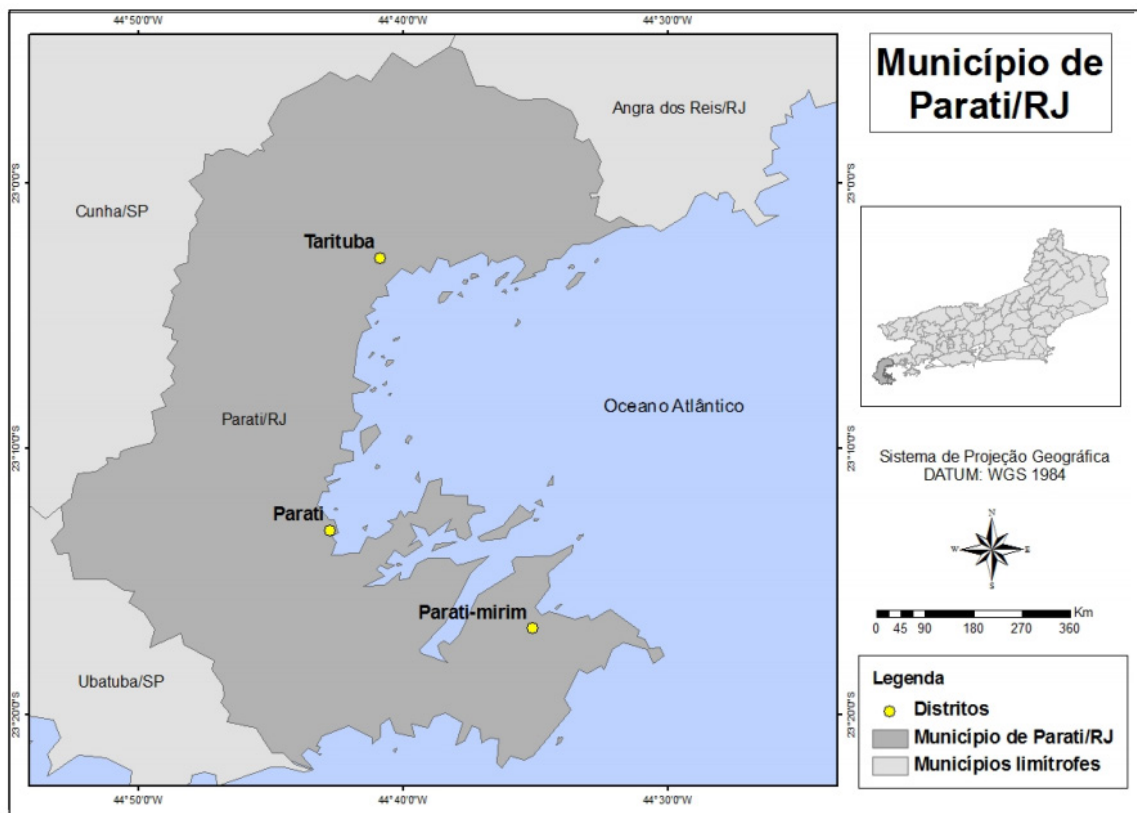 44°50'0"W
44°40'0"W
44°30'0"W
Município de
Parati/RJ
Angra dos Reis/RJ
23°0'0"S
23°0'0"S
Cunha/SP
Tarituba
Parati/RJ
Oceano Atlântico
23°10'0"S
23°10'0"S
Sistema de Projeção Geográfica
DATUM: WGS 1984
Parati
N
W
E
S
Parati-mirim
Km
0 45 90 180 270 360
Ubatuba/SP
Legenda
Distritos
Município de Parati/RJ
Municípios limítrofes
23°20'0"S
23°20'0"S
44°50'0"W
44°40'0"W
44°30'0"W